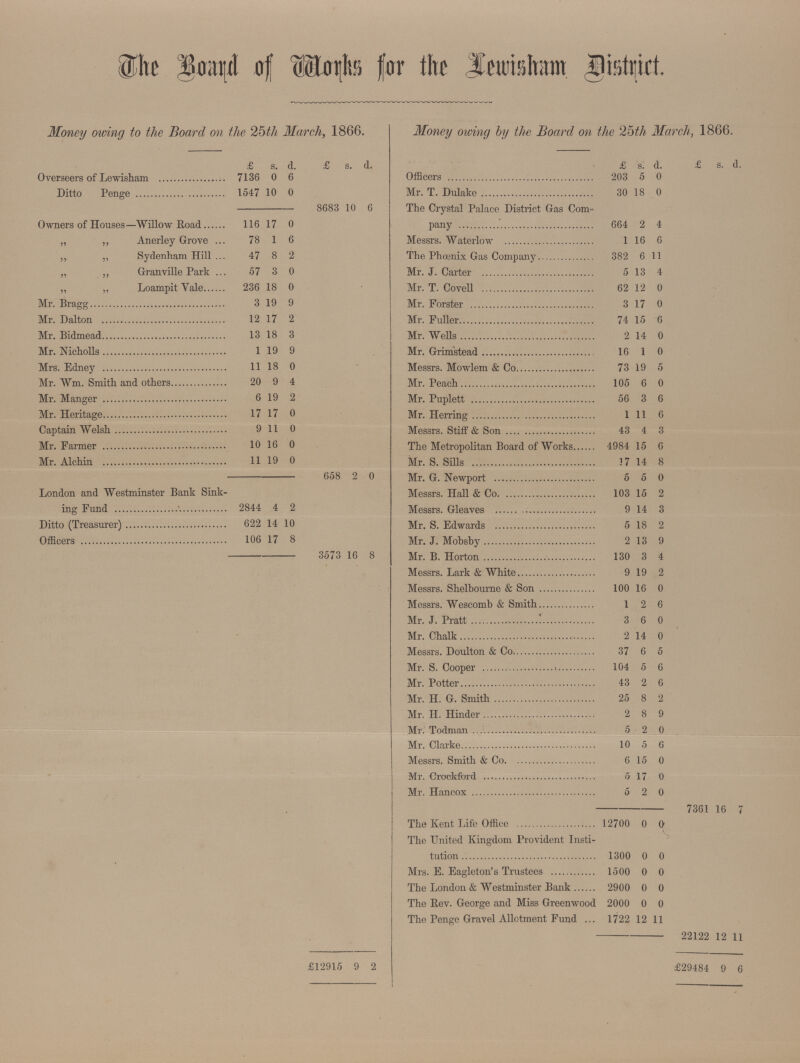 The Board of Works for the Lewisham District.
Money owing to the Board on the 25th March, 1866.
£ s. d. £ s. d.
Overseers of Lewisham .................. 7136 0 6
Ditto Penge ........................ 1547 10 0
8683 10 6
Owners of Houses—Willow Road...... 116 17 0
„ „ Anerley Grove ... 78 1 6
„ „ Sydenham Hill ... 47 8 2
„ „ Granville Park ... 57 3 0
„ „ Loampit Vale...... 236 18 0
Mr. Bragg.................................... 3 19 9
Mr. Dalton ................................. 12 17 2
Mr. Bidmead................................. 13 18 3
Mr. Nicholls................................. 1 19 9
Mrs. Edney ................................. 11 18 0
Mr. Wm. Smith and others............... 20 9 4
Mr. Manger ................................. 6 19 2
Mr. Heritage................................. 17 17 0
Captain Welsh .............................. 9 11 0
Mr. Farmer ................................. 10 16 0
Mr. Alchin ................................. 11 19 0
658 2 0
London and Westminster Bank Sink-
ing Fund .............................. 2844 4 2
Ditto (Treasurer) ........................... 622 14 10
Officers ....................................... 106 17 8
3573 16 8
£12915 9 2
Money owing by the Board on the 25th March, 1866.
£ s. d. £ s. d.
Officers ....................................... 203 5 0
Mr. T. Dulake .............................. 30 18 0
The Crystal Palace District Gas Com-
pany .................................... 664 2 4
Messrs. Waterlow ........................ 1 16 6
The Phœnix Gas Company............... 382 6 11
Mr. J. Carter .............................. 5 13 4
Mr. T. Covell .............................. 62 12 0
Mr. Forster ................................. 3 17 0
Mr. Fuller.................................... 74 15 6
Mr. Wells .................................... 2 14 0
Mr. Grimstead .............................. 16 1 0
Messrs. Mowlem & Co..................... 73 19 5
Mr. Peach .................................... 105 6 0
Mr. Puplett ................................. 56 3 6
Mr. Herring ................................. 1 11 6
Messrs. Stiff & Son ........................ 43 4 3
The Metropolitan Board of Works...... 4984 15 6
Mr. S. Sills ................................. 17 14 8
Mr. G. Newport ........................... 5 5 0
Messrs. Hall & Co. ........................ 103 15 2
Messrs. Gleaves ........................... 9 14 3
Mr. S. Edwards ........................... 5 18 2
Mr. J. Mobsby .............................. 2 13 9
Mr. B. Horton .............................. 130 3 4
Messrs. Lark & White..................... 9 19 2
Messrs. Shelbourne & Son ............... 100 16 0
Messrs. Wescomb & Smith............... 1 2 6
Mr. J. Pratt ................................. 3 6 0
Mr. Chalk .................................... 2 14 0
Messrs. Doulton & Co..................... 37 6 5
Mr. S. Cooper .............................. 104 5 6
Mr. Potter.................................... 43 2 6
Mr. H. G. Smith ........................... 25 8 2
Mr. H. Hinder .............................. 2 8 9
Mr. Todman ................................. 5 2 0
Mr. Clarke.................................... 10 5 6
Messrs. Smith & Co. ..................... 6 15 0
Mr. Crockford .............................. 5 17 0
Mr. Hancox ................................. 5 2 0
7361 16 7
The Kent Life Office ..................... 12700 0 0
The United Kingdom Provident Insti-
tution .................................... 1300 0 0
Mrs. E. Eagleton's Trustees ............ 1500 0 0
The London & Westminster Bank ...... 2900 0 0
The Rev. George and Miss Greenwood 2000 0 0
The Penge Gravel Allotment Fund ... 1722 12 11
22122 12 11
£29484 9 6